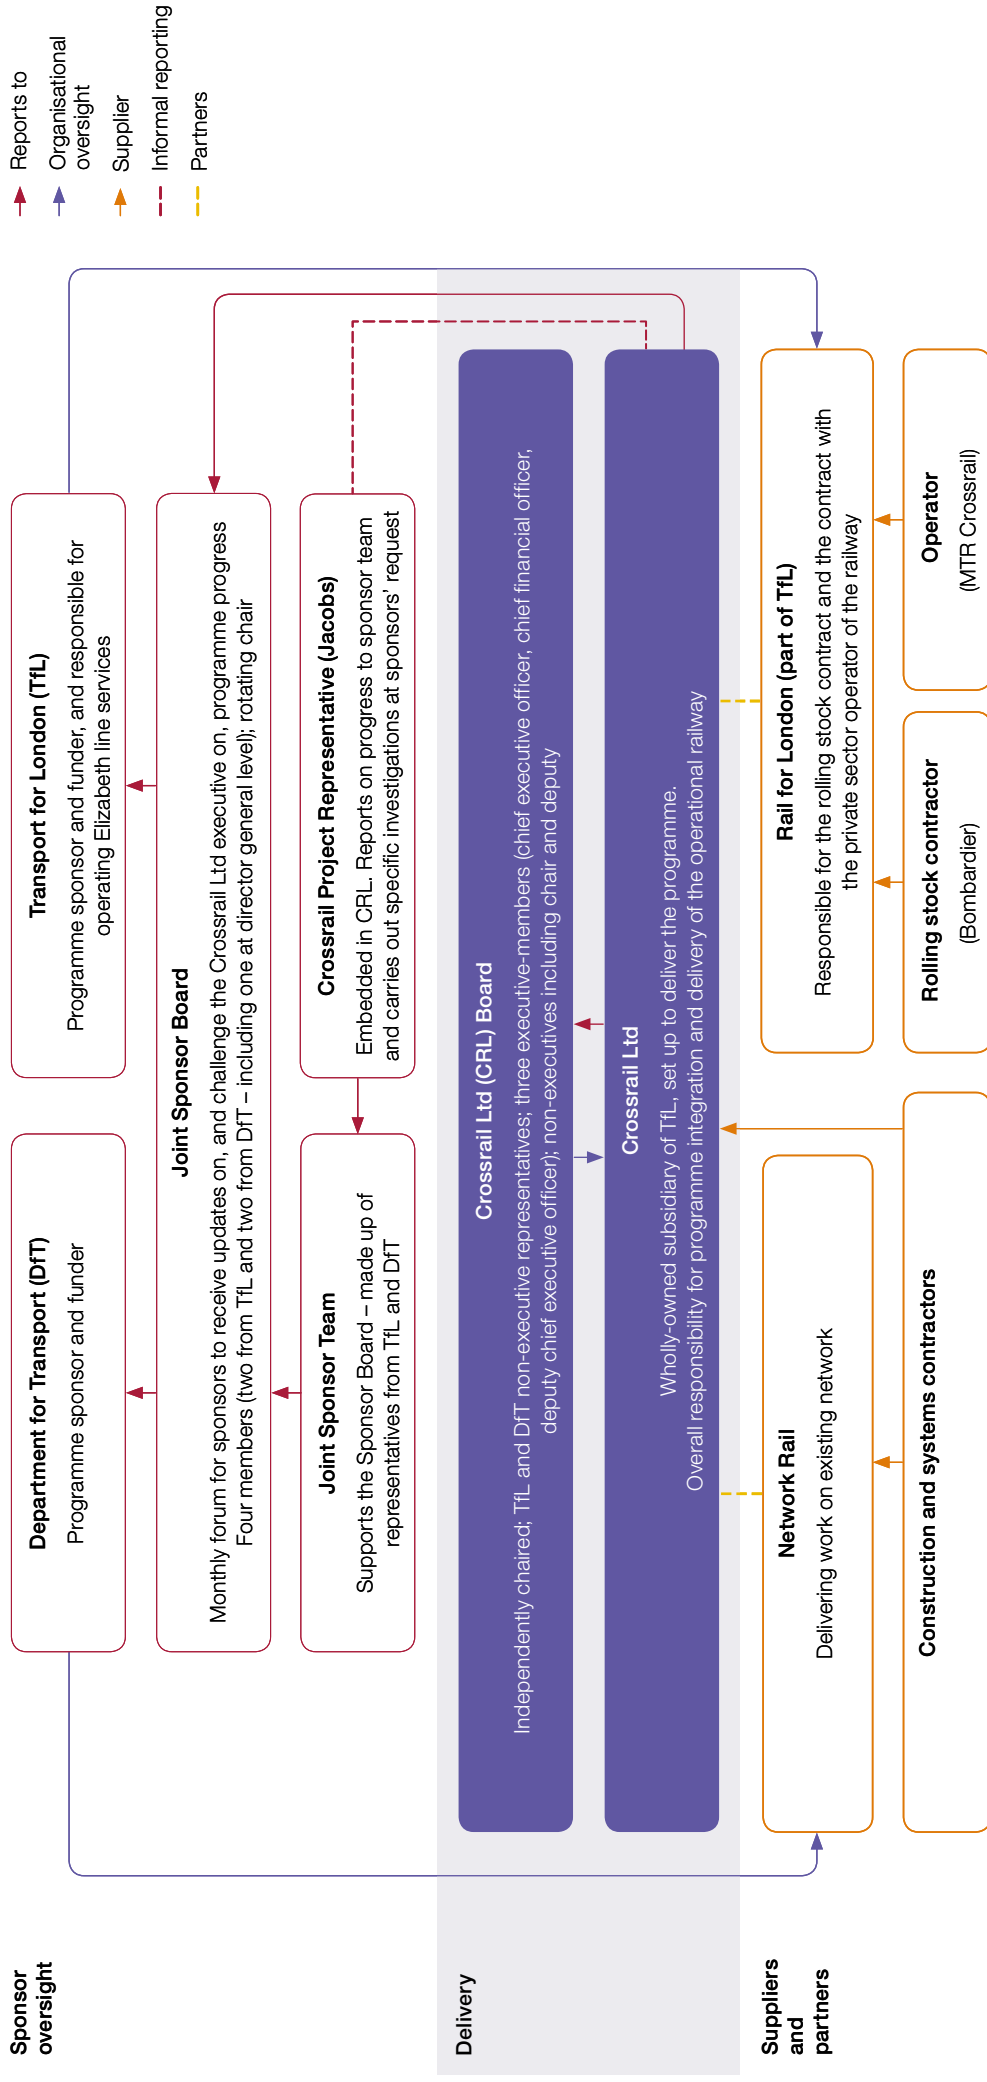 Sponsor
oversight
Department for Transport (DfT)
Programme sponsor and funder
Transport for London (TfL)
Programme sponsor and funder, and responsible for
operating Elizabeth line services
Joint Sponsor Board
Monthly forum for sponsors to receive updates on, and challenge the Crossrail Ltd executive on, programme progress
Four members (two from TfL and two from DfT – including one at director general level); rotating chair
Joint Sponsor Team
Supports the Sponsor Board – made up of
representatives from TfL and DfT
Crossrail Project Representative (Jacobs)
Embedded in CRL. Reports on progress to sponsor team
and carries out specific investigations at sponsors’ request
Delivery
Crossrail Ltd (CRL) Board
Independently chaired; TfL and DfT non-executive representatives; three executive-members (chief executive officer, chief financial officer,
deputy chief executive officer); non-executives including chair and deputy
Crossrail Ltd
Wholly-owned subsidiary of TfL, set up to deliver the programme.
Overall responsibility for programme integration and delivery of the operational railway
Suppliers
and
partners
Network Rail
Delivering work on existing network
Rail for London (part of TfL)
Responsible for the rolling stock contract and the contract with
the private sector operator of the railway
Construction and systems contractors
Rolling stock contractor
(Bombardier)
Operator
(MTR Crossrail)
Reports to
Organisational
oversight
Supplier
Informal reporting
Partners